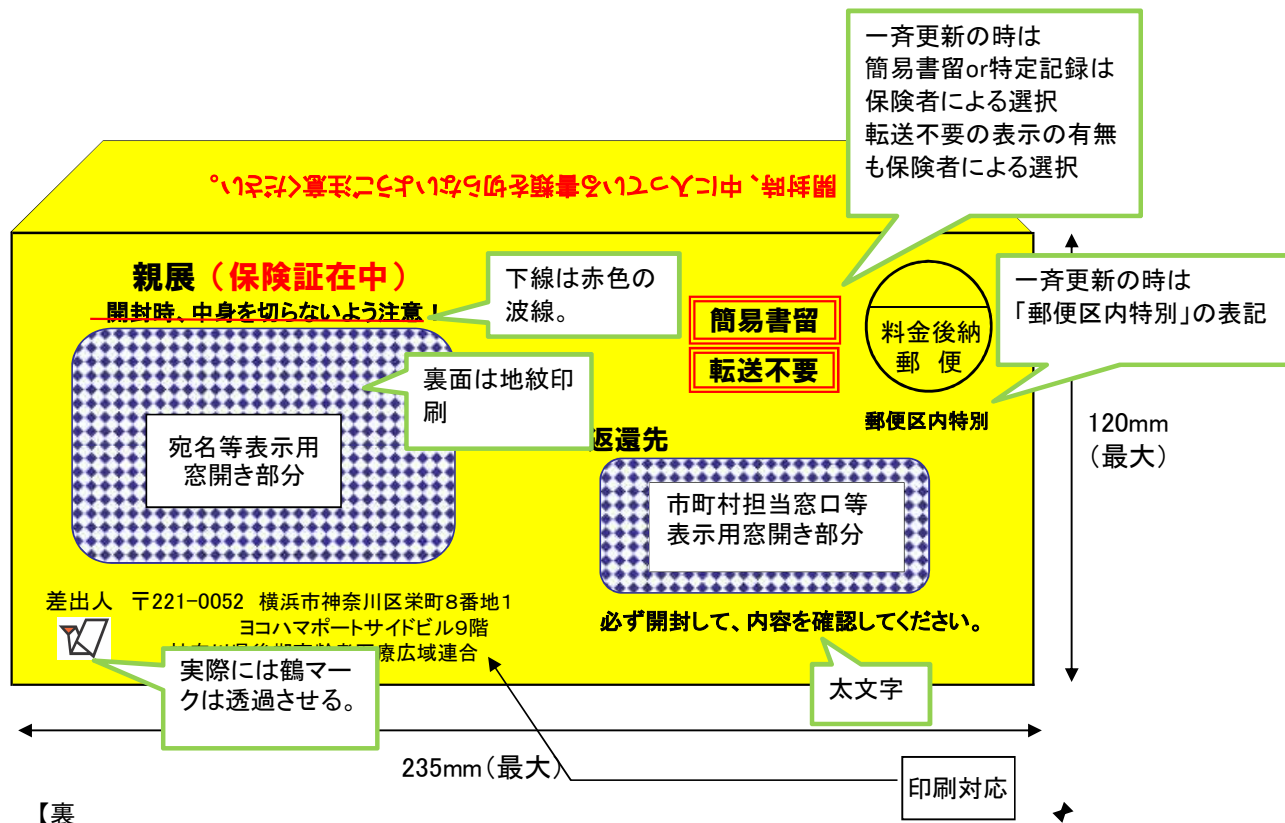 一斉更新の時は
簡易書留or特定記録は
保険者による選択
転送不要の表示の有無
も保険者による選択
開封時、中に入っている書類を切らないようご注意ください。
親展（保険証在中）
開封時、中身を切らないよう注意！
下線は赤色の
波線。
簡易書留
転送不要
料金後納
郵 便
郵便区内特別
一斉更新の時は
「郵便区内特別」の表記
裏面は地紋印
刷
宛名等表示用
窓開き部分
返還先
市町村担当窓口等
表示用窓開き部分
120mm
（最大）
差出人 〒221-0052 横浜市神奈川区栄町8番地1
ヨコハマポートサイドビル9階
療広域連合
必ず開封して、内容を確認してください。
実際には鶴マー
クは透過させる。
太文字
235mm（最大）
印刷対応
【裏